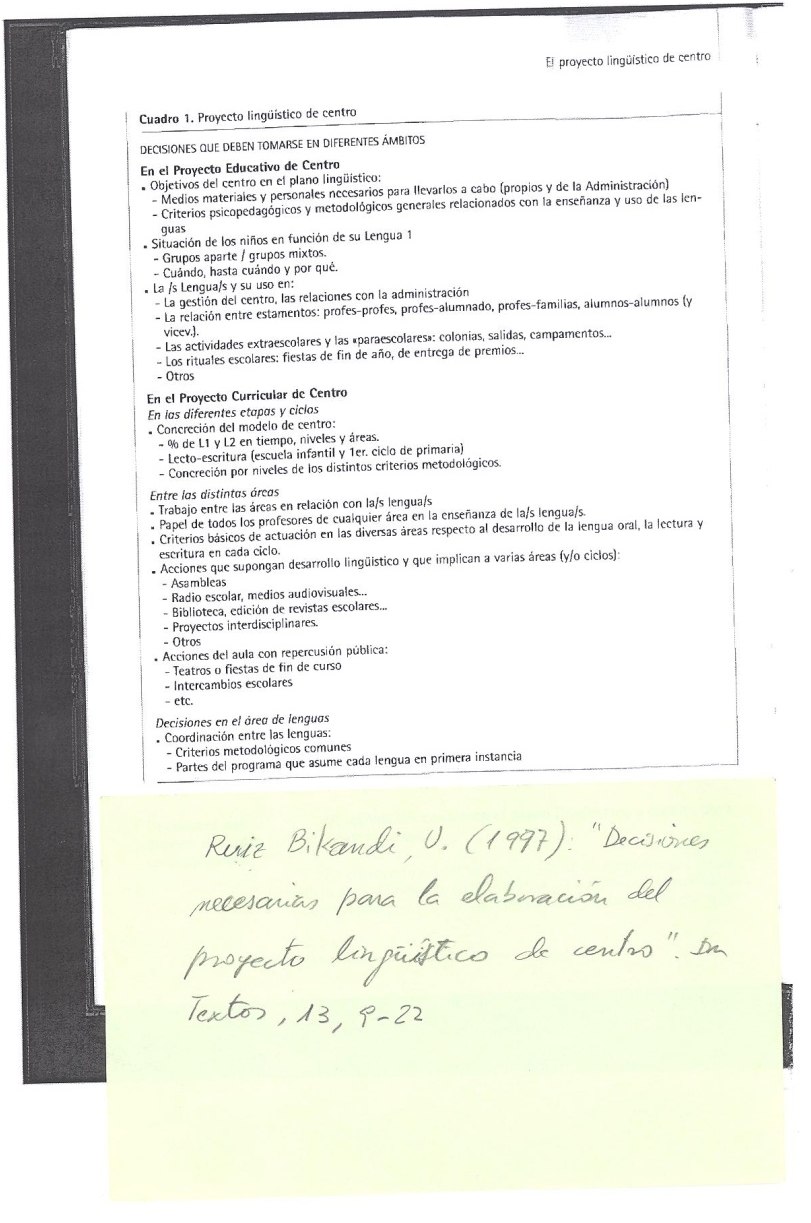 El proyecto lingüístico de centro
Cuadro 1. Proyecto lingüístico de centro
DECISIONES QUE DEBEN TOMARSE EN DIFERENTES ÁMBITOS
En el Proyecto Educativo de Centro
. Objetivos del centro en el plano lingüístico:
– Medios materiales y personales necesarios para llevarlos a cabo (propios y de la Administración)
– Criterios psicopedagógicos y metodológicos generales relacionados con la enseñanza y uso de las len-
guas
. Situación de los niños en función de su Lengua 1
– Grupos aparte / grupos mixtos.
– Cuándo, hasta cuándo y por qué.
. La /s Lengua/s y su uso en:
– La gestión del centro, las relaciones con la administración
– La relación entre estamentos: profes-profes, profes-alumnado, profes-familias, alumnos-alumnos (y
vicev.).
– Las actividades extraescolares y las «paraescolares»: colonias, salidas, campamentos...
– Los rituales escolares: fiestas de fin de año, de entrega de premios...
– Otros
En el Proyecto Curricular de Centro
En las diferentes etapas y ciclos
. Concreción del modelo de centro:
– % de L1 y L2 en tiempo, niveles y áreas.
– Lecto-escritura (escuela infantil y 1er. ciclo de primaria)
– Concreción por niveles de los distintos criterios metodológicos.
Entre las distintas áreas
. Trabajo entre las áreas en relación con la/s lengua/s
. Papel de todos los profesores de cualquier área en la enseñanza de la/s lengua/s.
. Criterios básicos de actuación en las diversas áreas respecto al desarrollo de la lengua oral, la lectura y
escritura en cada ciclo.
. Acciones que supongan desarrollo lingüístico y que implican a varias áreas (y/o ciclos):
– Asambleas
– Radio escolar, medios audiovisuales...
– Biblioteca, edición de revistas escolares...
– Proyectos interdisciplinares.
– Otros
. Acciones del aula con repercusión pública:
– Teatros o fiestas de fin de curso
– Intercambios escolares
– etc.
Decisiones en el área de lenguas
. Coordinación entre las lenguas:
– Criterios metodológicos comunes
– Partes del programa que asume cada lengua en primera instancia
Ruiz Bikandi, U. (1997): "Decisiones
necesarias para la elaboración del
proyecto lingüístico de centro". In
Textos, 13, 9-22